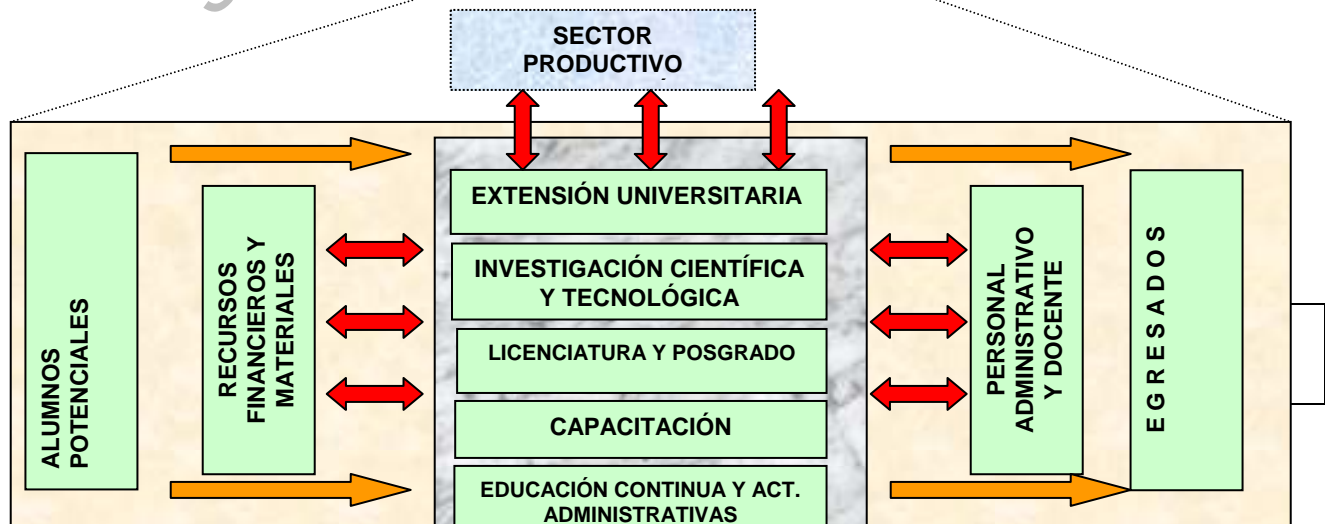 SECTOR
PRODUCTIVO
EXTENSIÓN UNIVERSITARIA
INVESTIGACIÓN CIENTÍFICA
Y TECNOLÓGICA
LICENCIATURA Y POSGRADO
CAPACITACIÓN
EDUCACIÓN CONTINUA Y ACT.
ADMINISTRATIVAS
ALUMNOS
POTENCIALES
RECURSOS
FINANCIEROS Y
MATERIALES
PERSONAL
ADMINISTRATIVO
Y DOCENTE
EGRESADOS